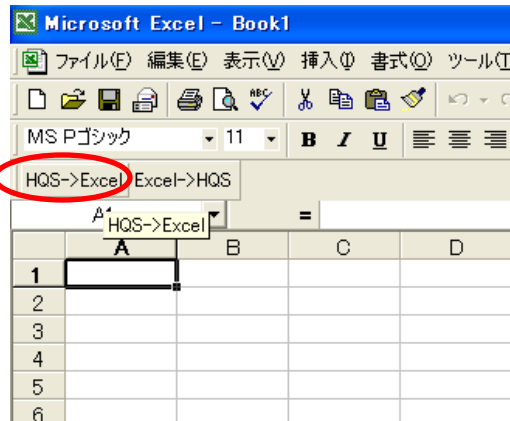 Microsoft Excel - Book1
ファイル(F) 編集(E) 表示(V) 挿入(I) 書式(O) ツール(T
ABC
MS Pゴシック 11 B I U
HQS->Excel Excel->HQS
HQS->Excel
=
A B C D
1
2
3
4
5
6